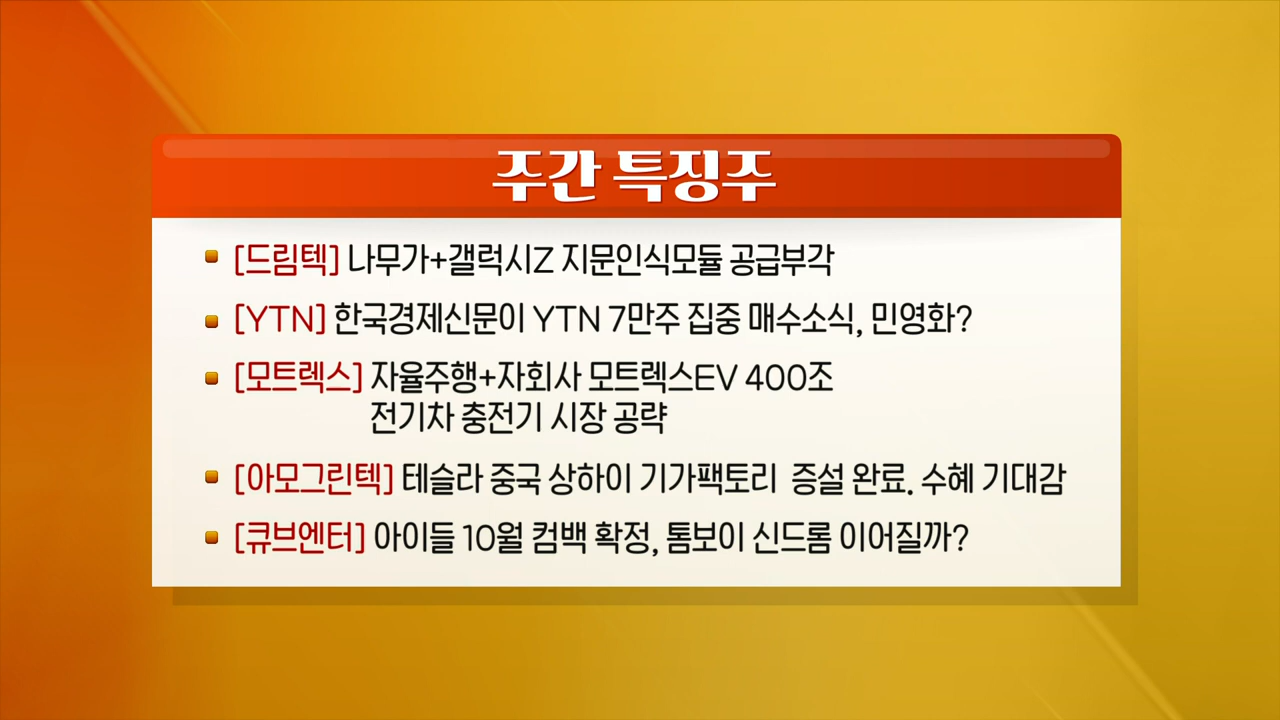 주간 특징주
[드림텍] 나무가+갤럭시Z 지문인식모듈 공급부각
[YTN] 한국경제신문이 YTN 7만주 집중 매수소식, 민영화?
[모트렉스] 자율주행+자회사 모트렉스EV 400조
전기차 충전기 시장 공략
[아모그린텍] 테슬라 중국 상하이 기가팩토리 증설 완료. 수혜 기대감
[큐브엔터] 아이들 10월 컴백 확정, 톰보이 신드롬 이어질까?